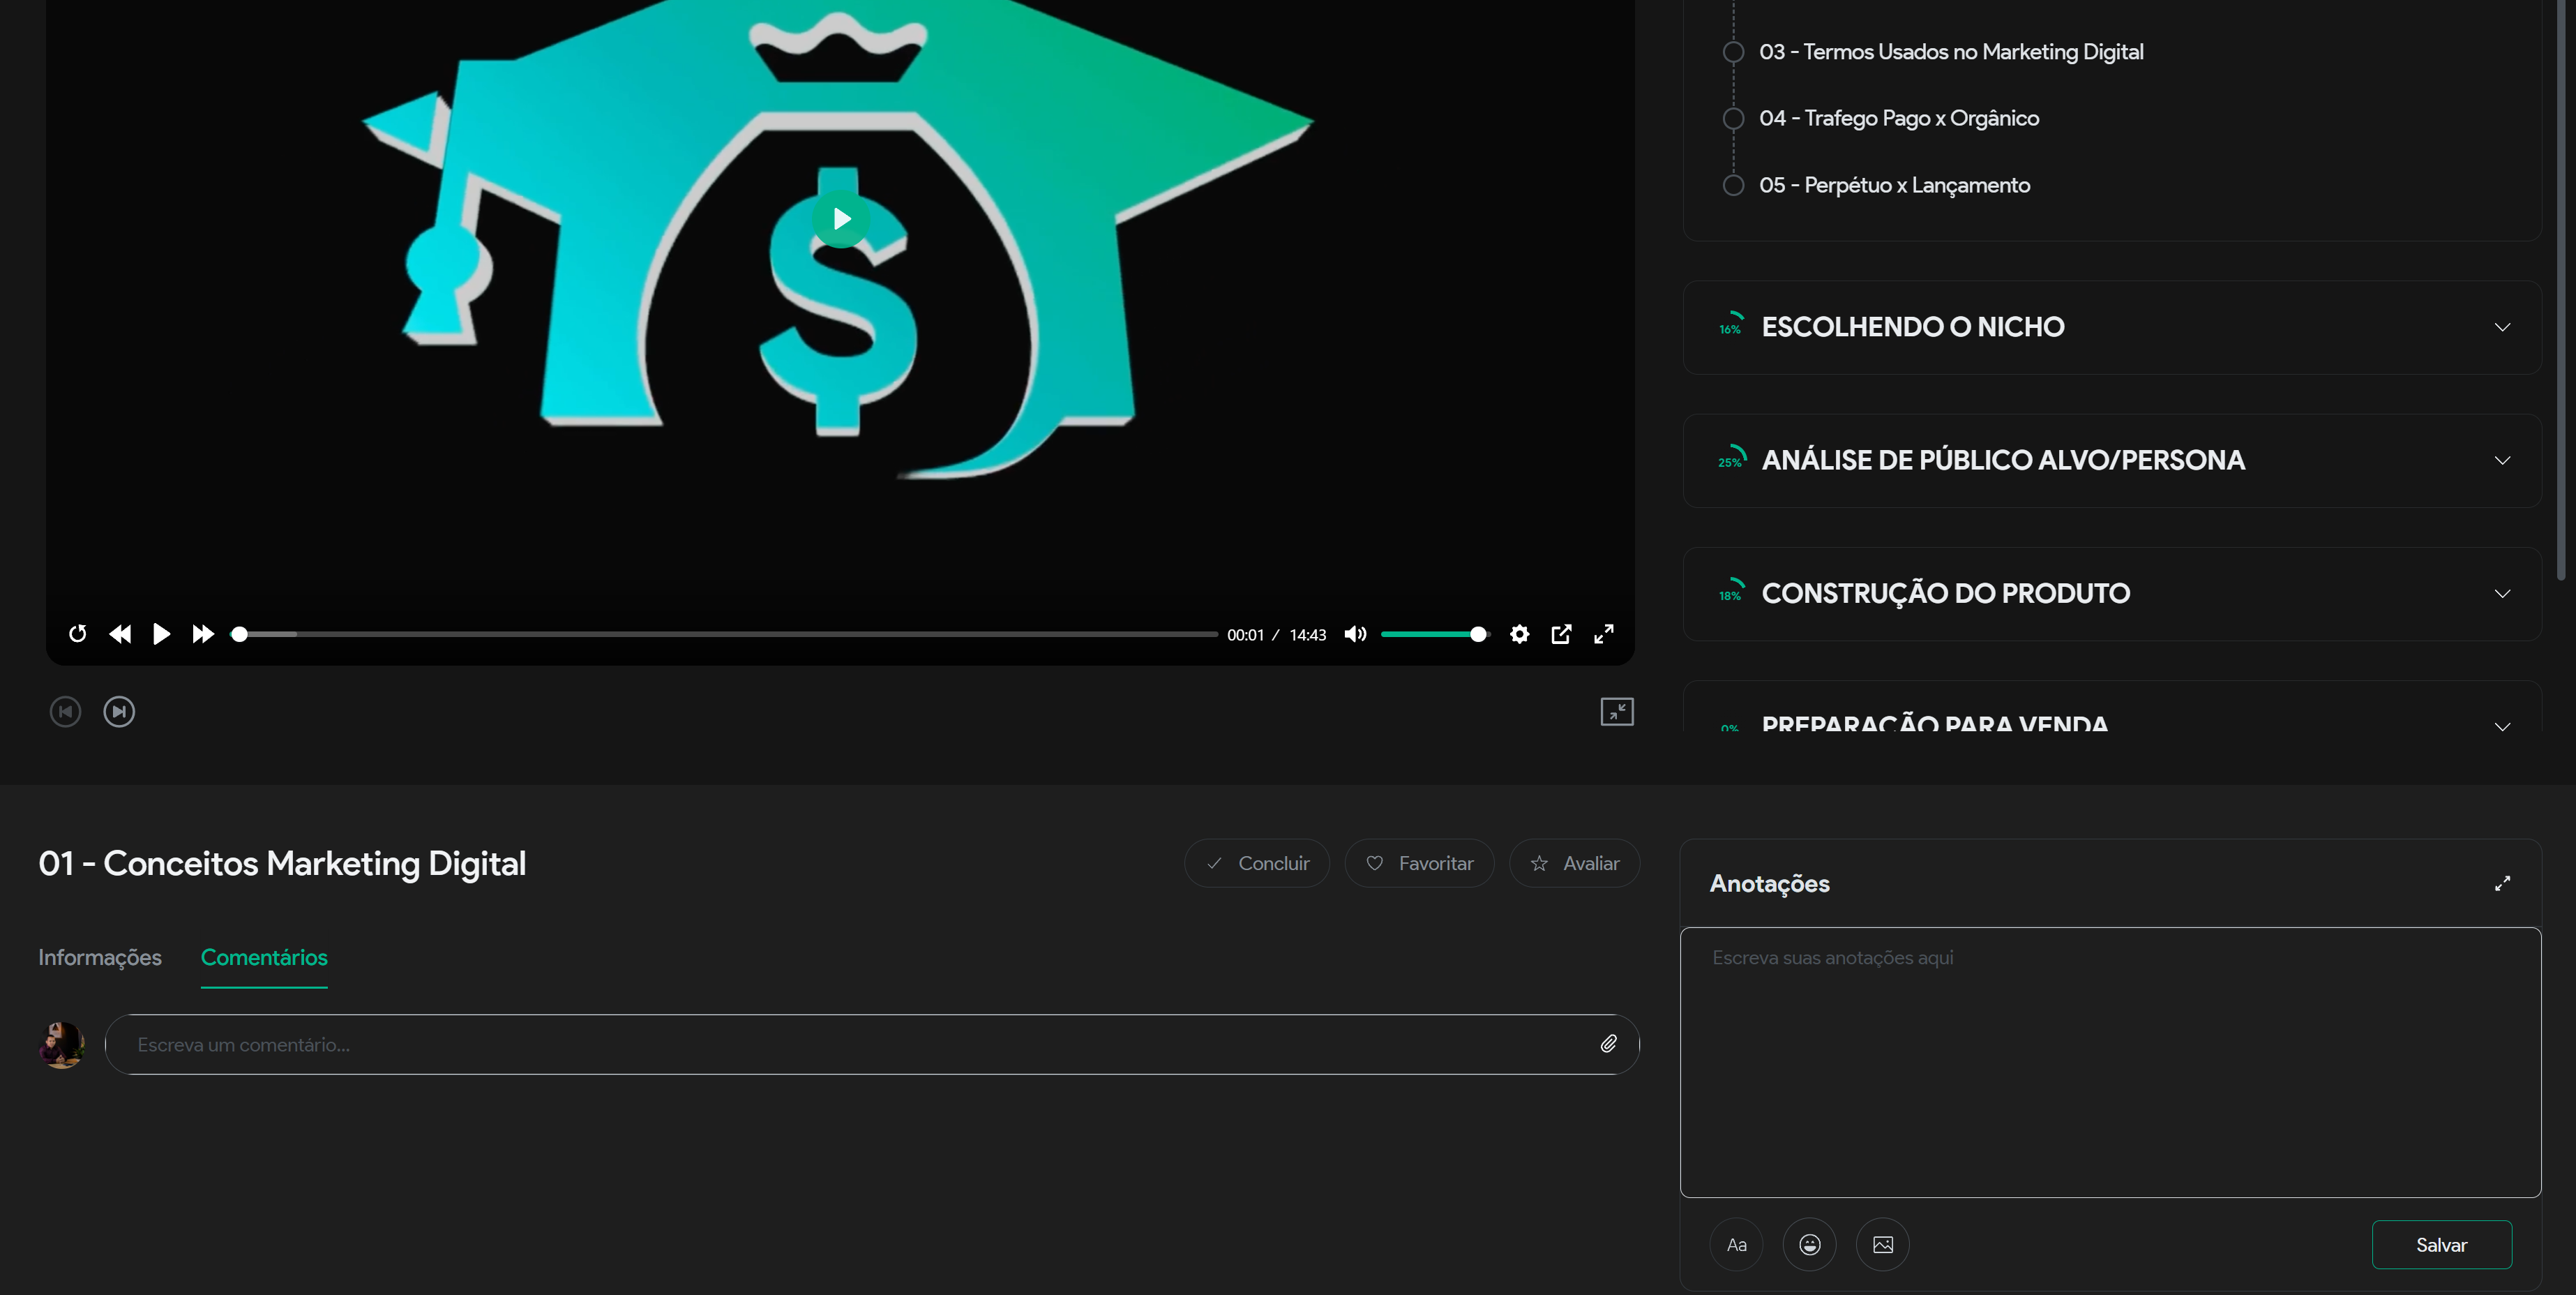 $
00:01 / 14:43
03 - Termos Usados no Marketing Digital
04 - Trafego Pago x Orgânico
05 - Perpétuo x Lançamento
16% ESCOLHENDO O NICHO
25% ANÁLISE DE PÚBLICO ALVO/PERSONA
18% CONSTRUÇÃO DO PRODUTO
0% PREPARAÇÃO PARA VENDA
01 - Conceitos Marketing Digital
Concluir
Favoritar
Avaliar
Informações
Comentários
Escreva um comentário...
Anotações
Escreva suas anotações aqui
Aa
Salvar